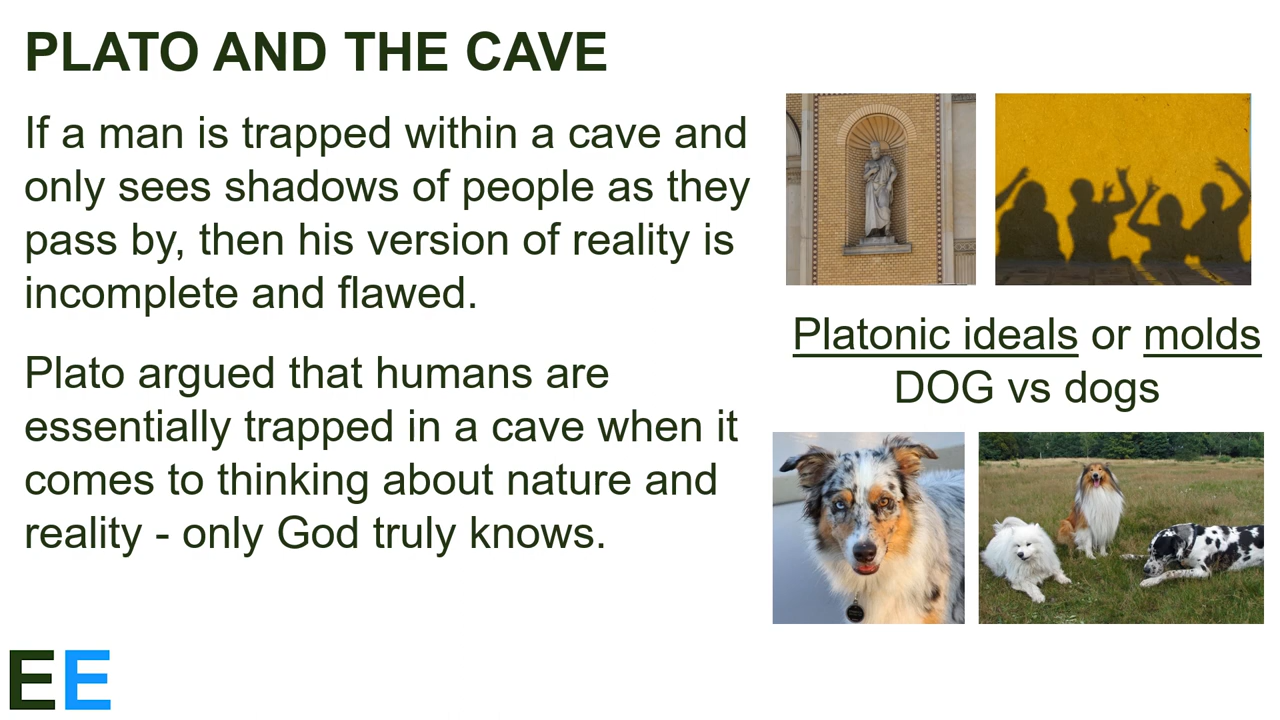 PLATO AND THE CAVE
If a man is trapped within a cave and
only sees shadows of people as they
pass by, then his version of reality is
incomplete and flawed.
Plato argued that humans are
essentially trapped in a cave when it
comes to thinking about nature and
reality - only God truly knows.
Platonic ideals or molds
DOG vs dogs
EE